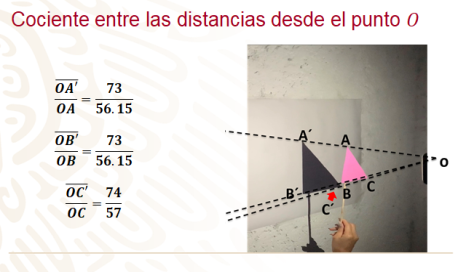 Cociente entre las distancias desde el punto O
OA' / OA = 73 / 56.15
OB' / OB = 73 / 56.15
OC' / OC = 74 / 57
A´ A
O
B´ B C
C´